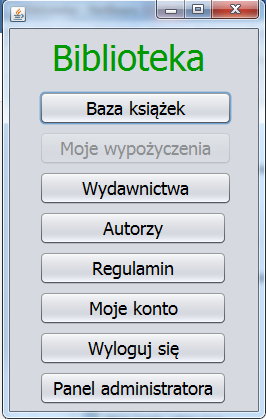 Biblioteka
Baza książek
Moje wypożyczenia
Wydawnictwa
Autorzy
Regulamin
Moje konto
Wyloguj się
Panel administratora